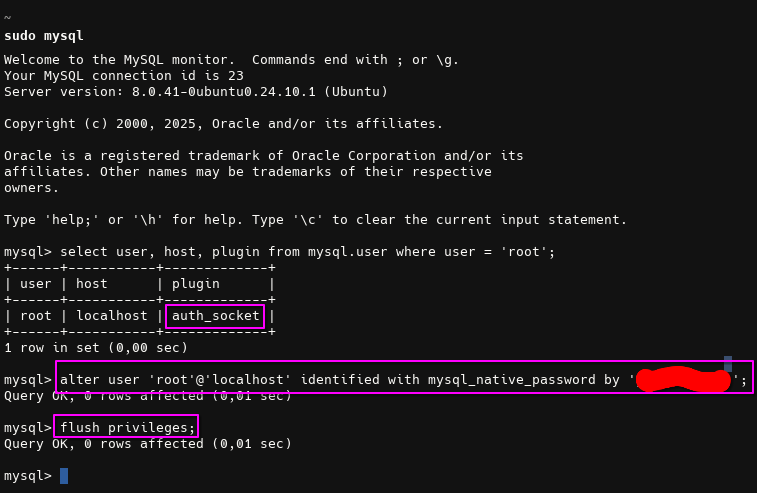 ~
sudo mysql
Welcome to the MySQL monitor.  Commands end with ; or \g.
Your MySQL connection id is 23
Server version: 8.0.41-0ubuntu0.24.10.1 (Ubuntu)
Copyright (c) 2000, 2025, Oracle and/or its affiliates.
Oracle is a registered trademark of Oracle Corporation and/or its
affiliates. Other names may be trademarks of their respective
owners.
Type 'help;' or '\h' for help. Type '\c' to clear the current input statement.
mysql> select user, host, plugin from mysql.user where user = 'root';
+------+-----------+-------------+
| user | host      | plugin      |
+------+-----------+-------------+
| root | localhost | auth_socket |
+------+-----------+-------------+
1 row in set (0,00 sec)
mysql> alter user 'root'@'localhost' identified with mysql_native_password by '';
Query OK, 0 rows affected (0,01 sec)
mysql> flush privileges;
Query OK, 0 rows affected (0,01 sec)
mysql>